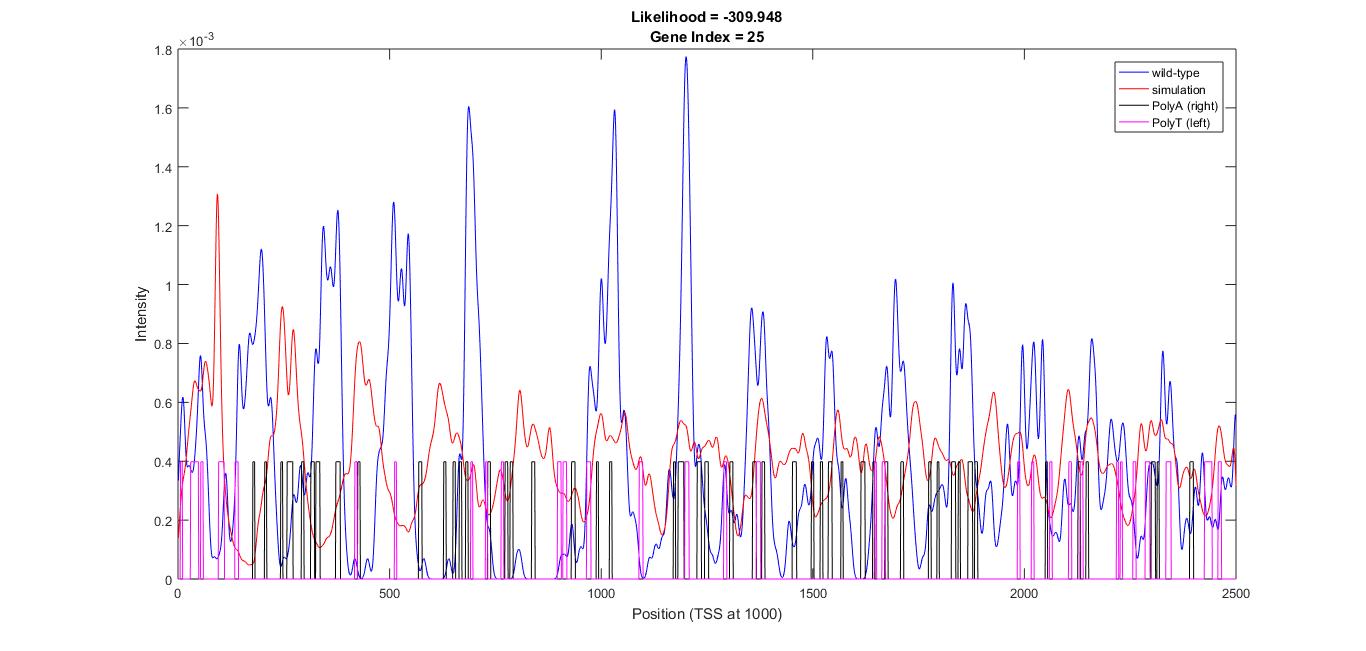 Likelihood = -309.948
Gene Index = 25
×10⁻³
1.8
1.6
1.4
1.2
1
0.8
0.6
0.4
0.2
0
Intensity
wild-type
simulation
PolyA (right)
PolyT (left)
0 500 1000 1500 2000 2500
Position (TSS at 1000)